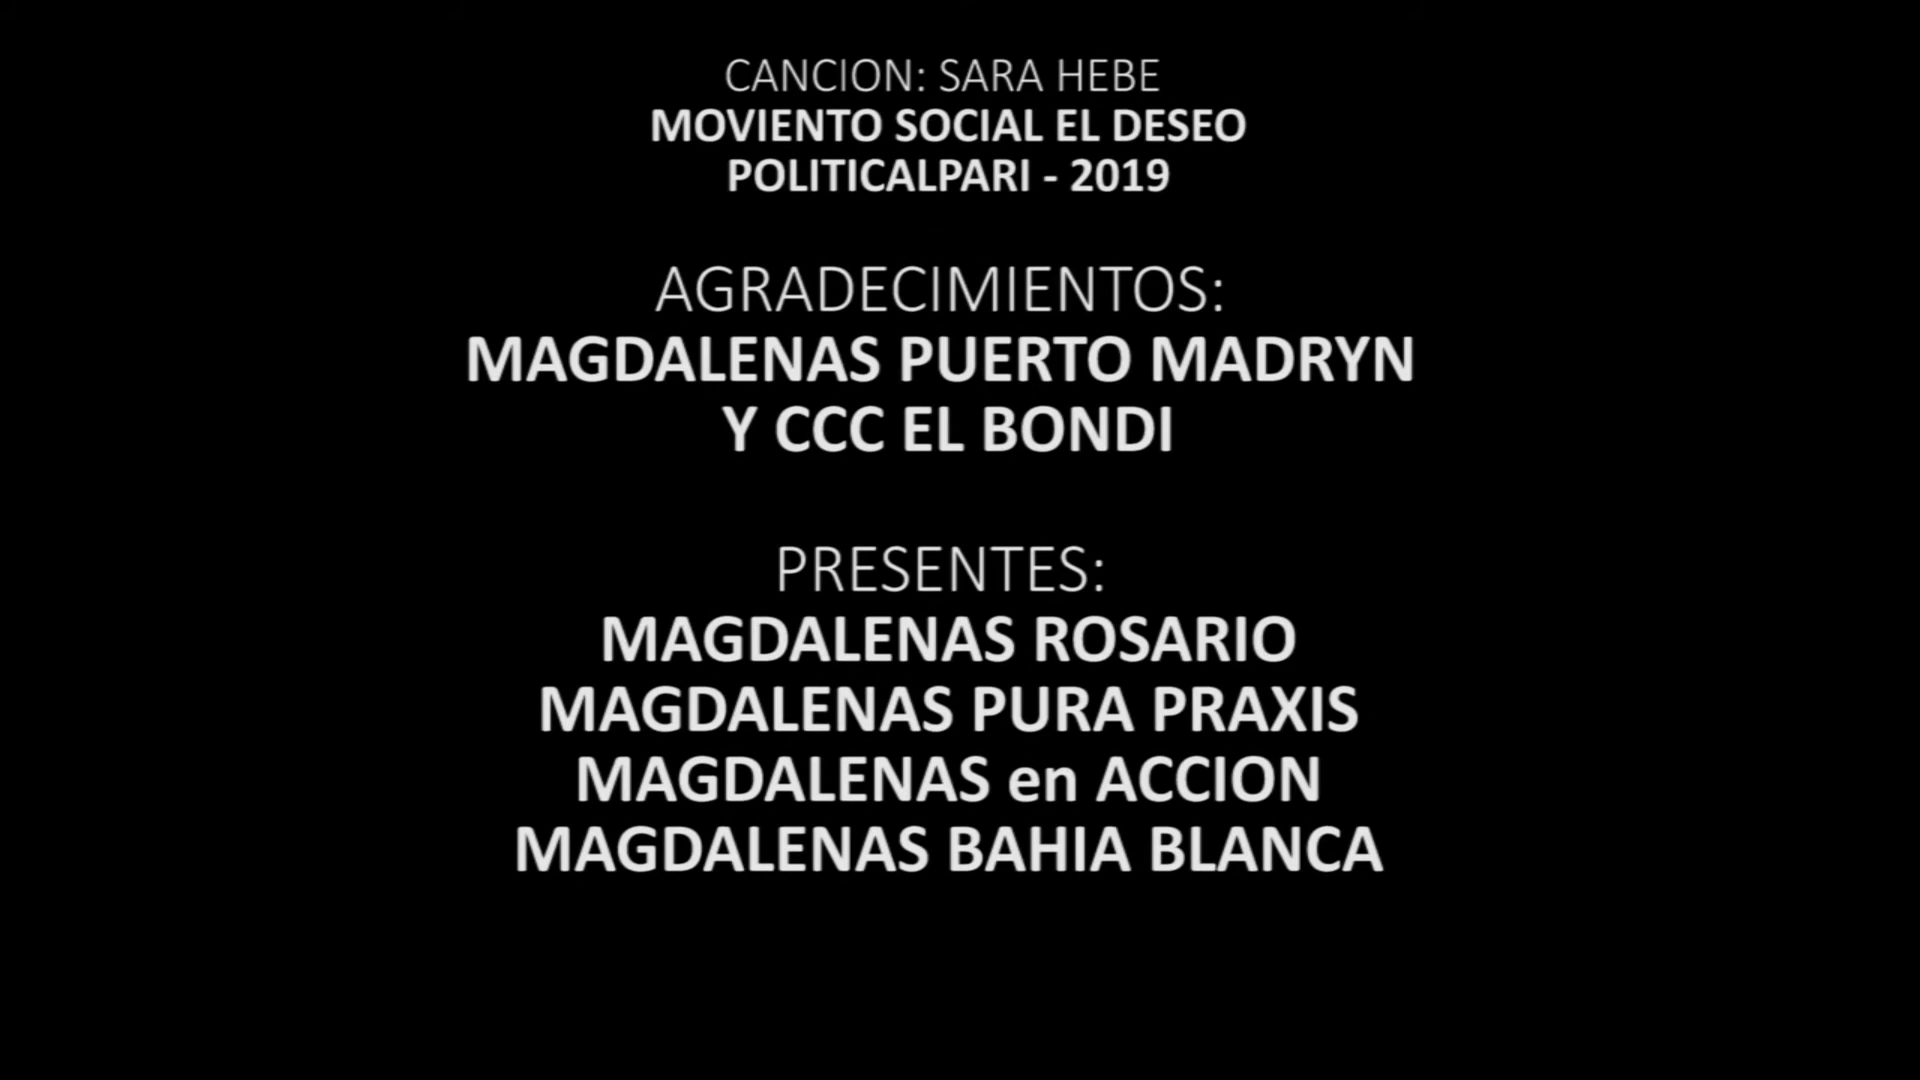 CANCION: SARA HEBE
MOVIENTO SOCIAL EL DESEO
POLITICALPARI - 2019
AGRADECIMIENTOS:
MAGDALENAS PUERTO MADRYN
Y CCC EL BONDI
PRESENTES:
MAGDALENAS ROSARIO
MAGDALENAS PURA PRAXIS
MAGDALENAS en ACCION
MAGDALENAS BAHIA BLANCA